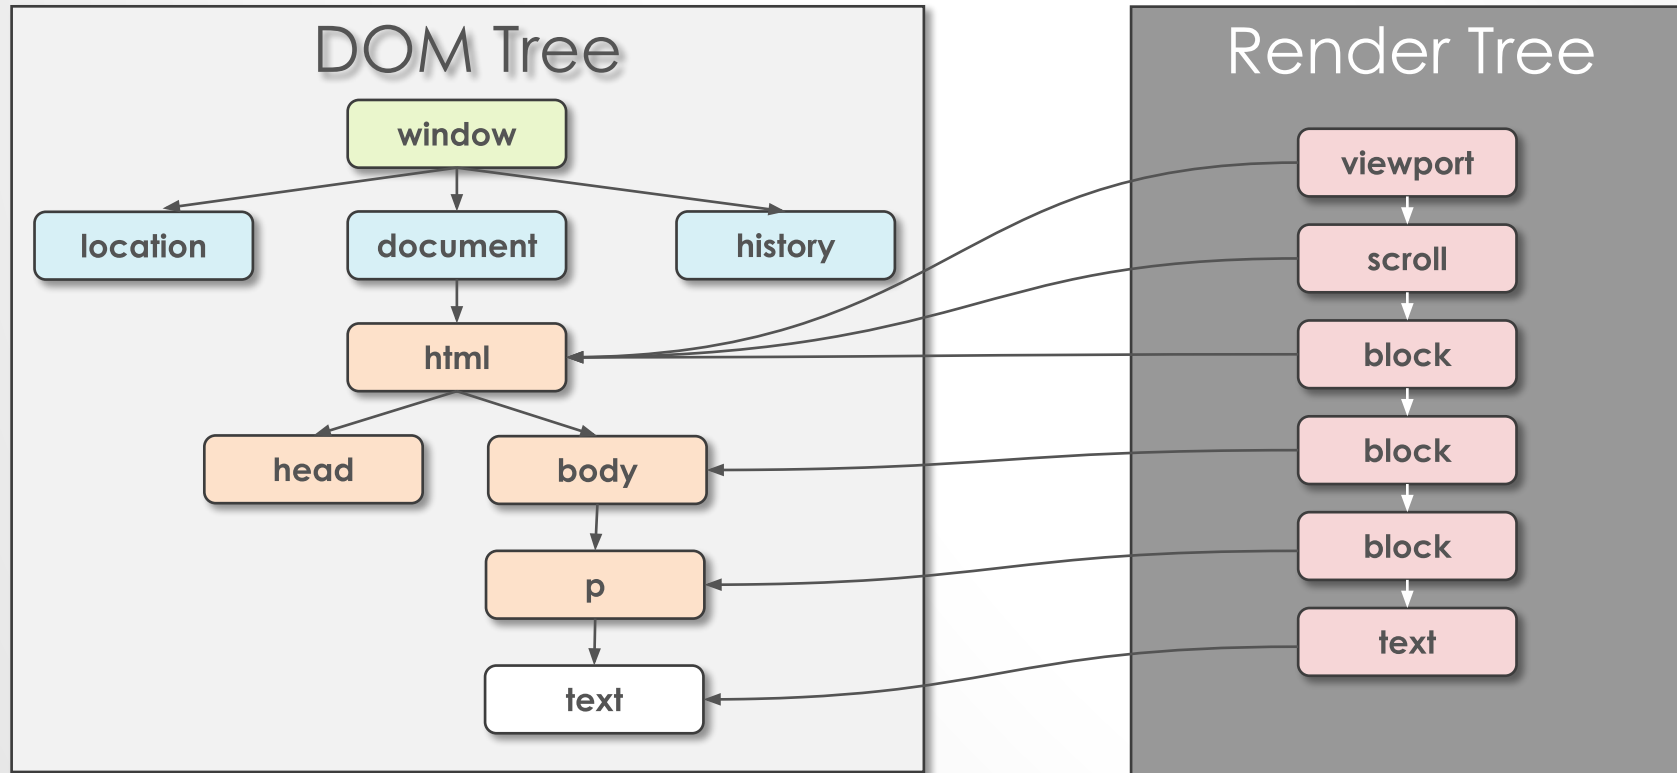 DOM Tree
window
location
document
history
html
head
body
p
text
Render Tree
viewport
scroll
block
block
block
text